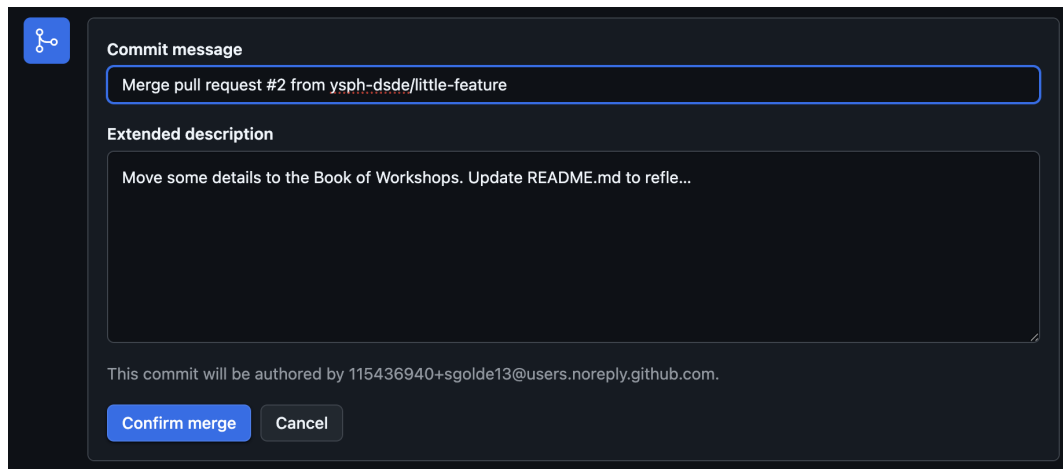 Commit message
Merge pull request #2 from ysph-dsde/little-feature
Extended description
Move some details to the Book of Workshops. Update README.md to refle...
This commit will be authored by 115436940+sgolde13@users.noreply.github.com.
Confirm merge
Cancel